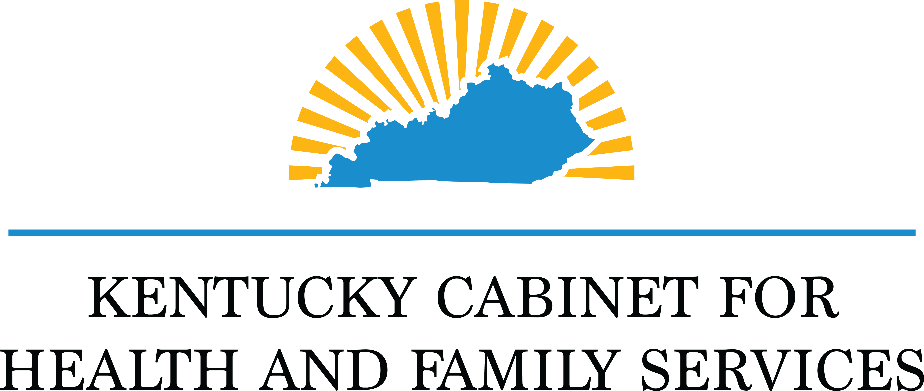 KENTUCKY CABINET FOR
HEALTH AND FAMILY SERVICES